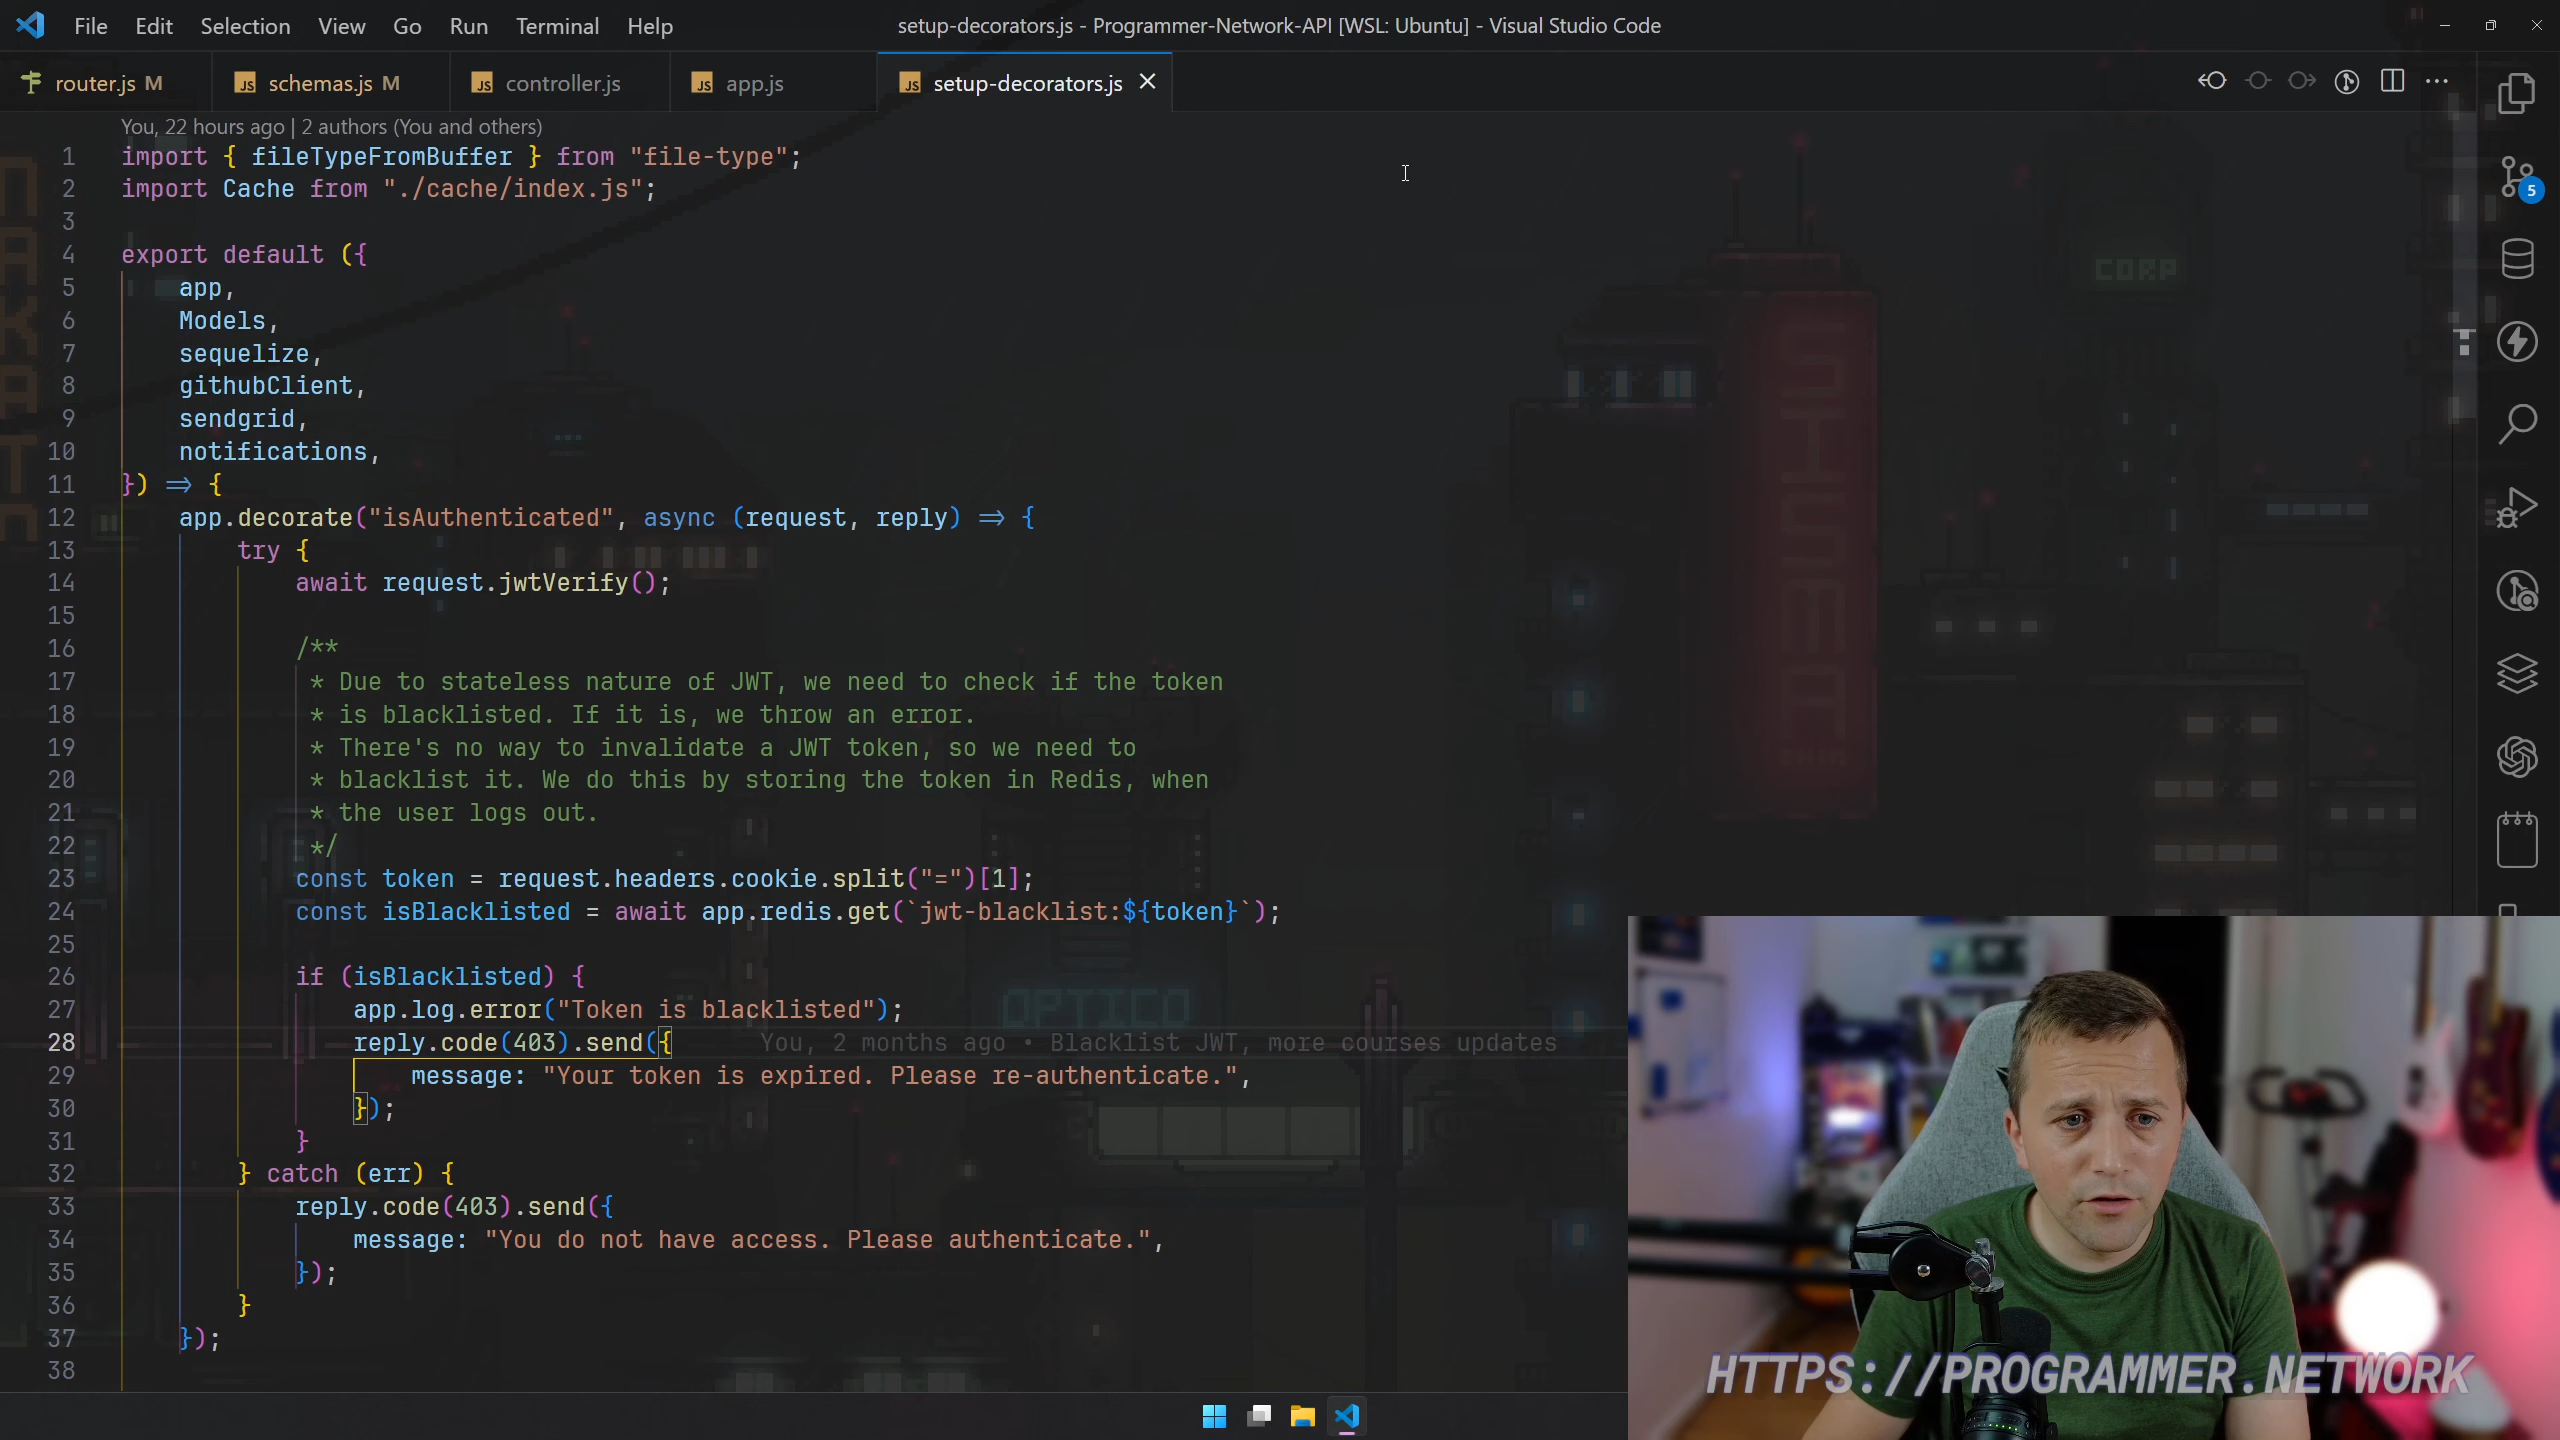 File Edit Selection View Go Run Terminal Help
setup-decorators.js - Programmer-Network-API [WSL: Ubuntu] - Visual Studio Code
router.js M
JS schemas.js M
JS controller.js
JS app.js
JS setup-decorators.js
You, 22 hours ago | 2 authors (You and others)
1 import { fileTypeFromBuffer } from "file-type";
2 import Cache from "./cache/index.js";
3
4 export default ({
5 app,
6 Models,
7 sequelize,
8 githubClient,
9 sendgrid,
10 notifications,
11 }) => {
12 app.decorate("isAuthenticated", async (request, reply) => {
13 try {
14 await request.jwtVerify();
15
16 /**
17 * Due to stateless nature of JWT, we need to check if the token
18 * is blacklisted. If it is, we throw an error.
19 * There's no way to invalidate a JWT token, so we need to
20 * blacklist it. We do this by storing the token in Redis, when
21 * the user logs out.
22 */
23 const token = request.headers.cookie.split("=")[1];
24 const isBlacklisted = await app.redis.get(`jwt-blacklist:${token}`);
25
26 if (isBlacklisted) {
27 app.log.error("Token is blacklisted");
28 reply.code(403).send({ You, 2 months ago • Blacklist JWT, more courses updates
29 message: "Your token is expired. Please re-authenticate.",
30 });
31 }
32 } catch (err) {
33 reply.code(403).send({
34 message: "You do not have access. Please authenticate.",
35 });
36 }
37 });
38
5
CORP
OPTICO
HTTPS://PROGRAMMER.NETWORK